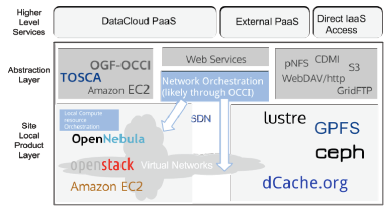 Higher
Level
Services
DataCloud PaaS
External PaaS
Direct IaaS
Access
Abstraction
Layer
OGF-OCCI
TOSCA
Amazon EC2
Web Services
Network Orchestration
(likely through OCCI)
pNFS CDMI
S3
WebDAV/http
GridFTP
Site
Local
Product
Layer
Local Compute
Resource
Orchestration
OpenNebula
openstack
Amazon EC2
SDN
Virtual Networks
lustre
GPFS
ceph
dCache.org